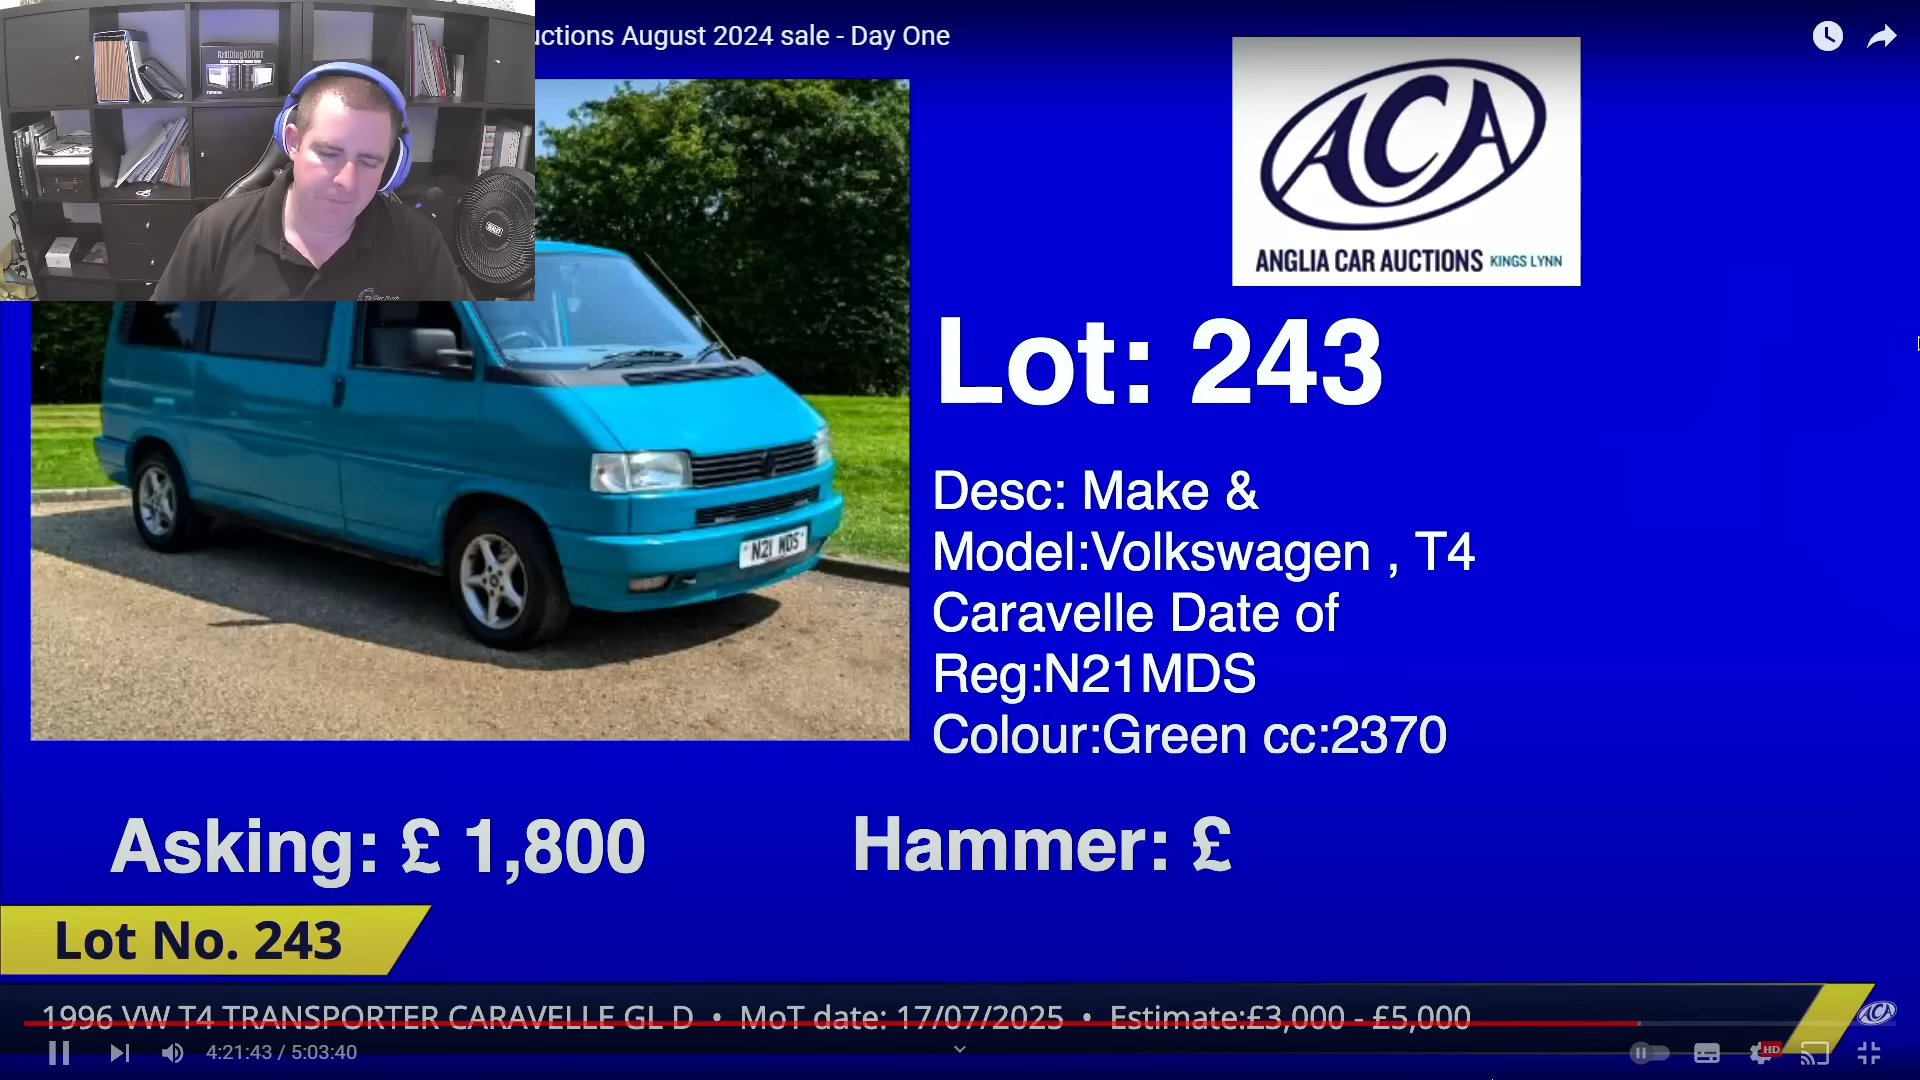 uctions August 2024 sale - Day One
ACA
ANGLIA CAR AUCTIONS KINGS LYNN
Lot: 243
Desc: Make &
Model:Volkswagen , T4
Caravelle Date of
Reg:N21MDS
Colour:Green cc:2370
N21 MDS
Asking: £ 1,800
Hammer: £
Lot No. 243
1996 VW T4 TRANSPORTER CARAVELLE GL D • MoT date: 17/07/2025 • Estimate:£3,000 - £5,000
ACA
4:21:43 / 5:03:40
HD